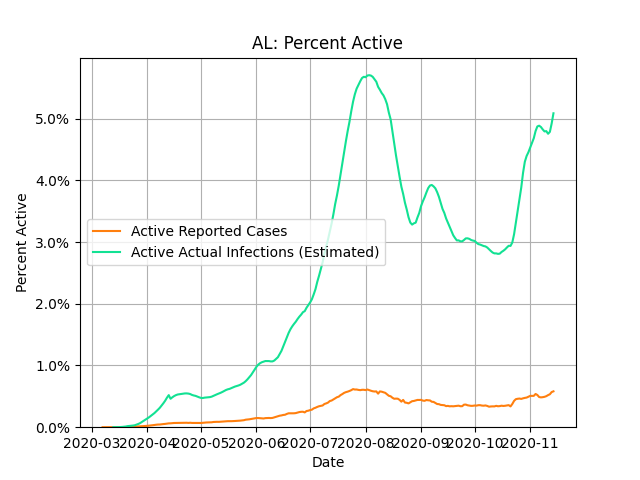 AL: Percent Active
Percent Active
5.0%
4.0%
3.0%
2.0%
1.0%
0.0%
Active Reported Cases
Active Actual Infections (Estimated)
2020-03 2020-04 2020-05 2020-06 2020-07 2020-08 2020-09 2020-10 2020-11
Date